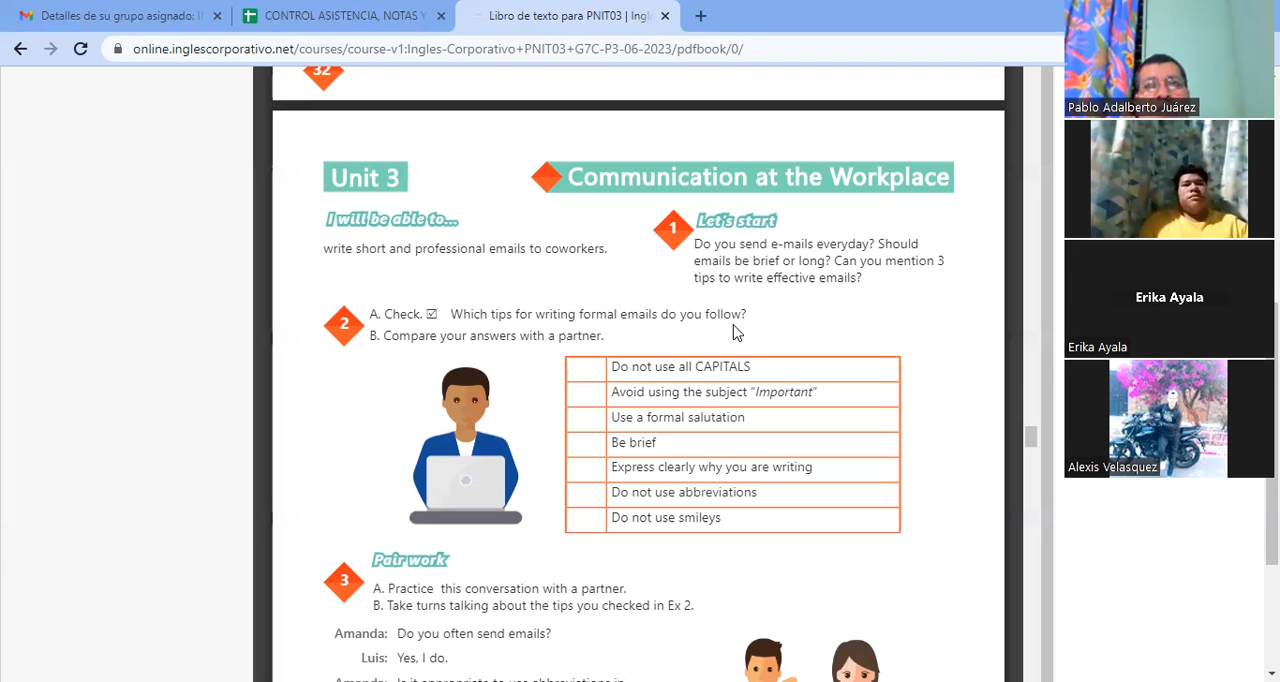 Detalles de su grupo asignado: I
CONTROL ASISTENCIA, NOTAS Y
Libro de texto para PNIT03 | Ingl
online.inglescorporativo.net/courses/course-v1:Ingles-Corporativo+PNIT03+G7C-P3-06-2023/pdfbook/0/
32
Unit 3
Communication at the Workplace
I will be able to...
write short and professional emails to coworkers.
1
Let's start
Do you send e-mails everyday? Should
emails be brief or long? Can you mention 3
tips to write effective emails?
2
A. Check. ☑ Which tips for writing formal emails do you follow?
B. Compare your answers with a partner.
Do not use all CAPITALS
Avoid using the subject "Important"
Use a formal salutation
Be brief
Express clearly why you are writing
Do not use abbreviations
Do not use smileys
3
Pair work
A. Practice this conversation with a partner.
B. Take turns talking about the tips you checked in Ex 2.
Amanda: Do you often send emails?
Luis: Yes, I do.
Amanda: Is it appropriate to use abbreviations in
Pablo Adalberto Juárez
Erika Ayala
Erika Ayala
Alexis Velasquez